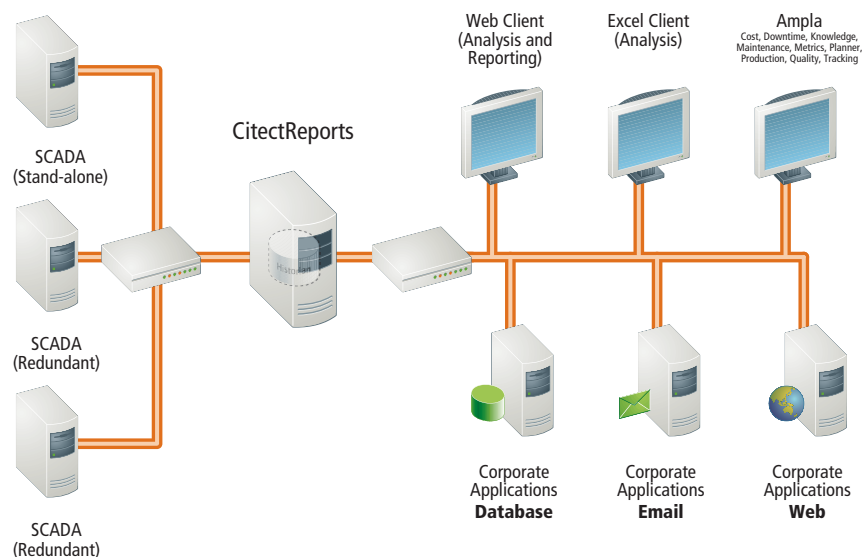 Web Client
(Analysis and
Reporting)
Excel Client
(Analysis)
Ampla
Cost, Downtime, Knowledge,
Maintenance, Metrics, Planner,
Production, Quality, Tracking
CitectReports
SCADA
(Stand-alone)
Historian
SCADA
(Redundant)
SCADA
(Redundant)
Corporate
Applications
Database
Corporate
Applications
Email
Corporate
Applications
Web